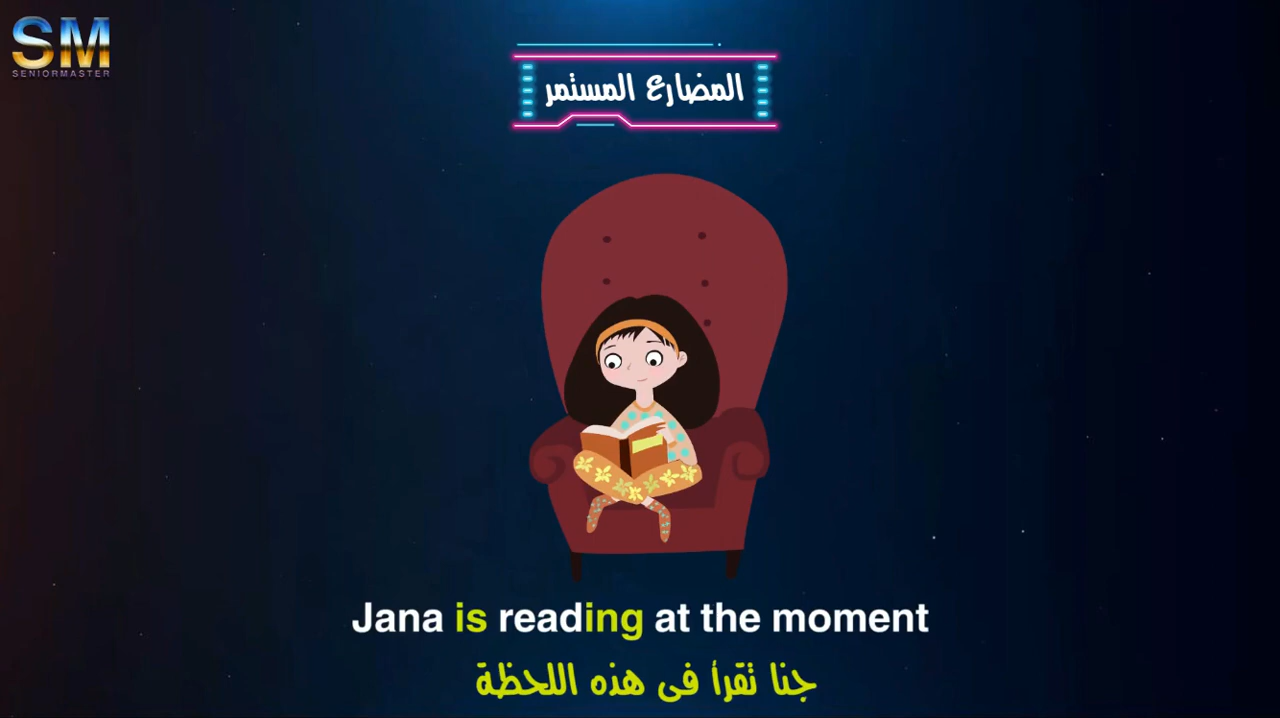 SM
SENIORMASTER
المضارع المستمر
Jana is reading at the moment
جنا تقرأ فى هذه اللحظة